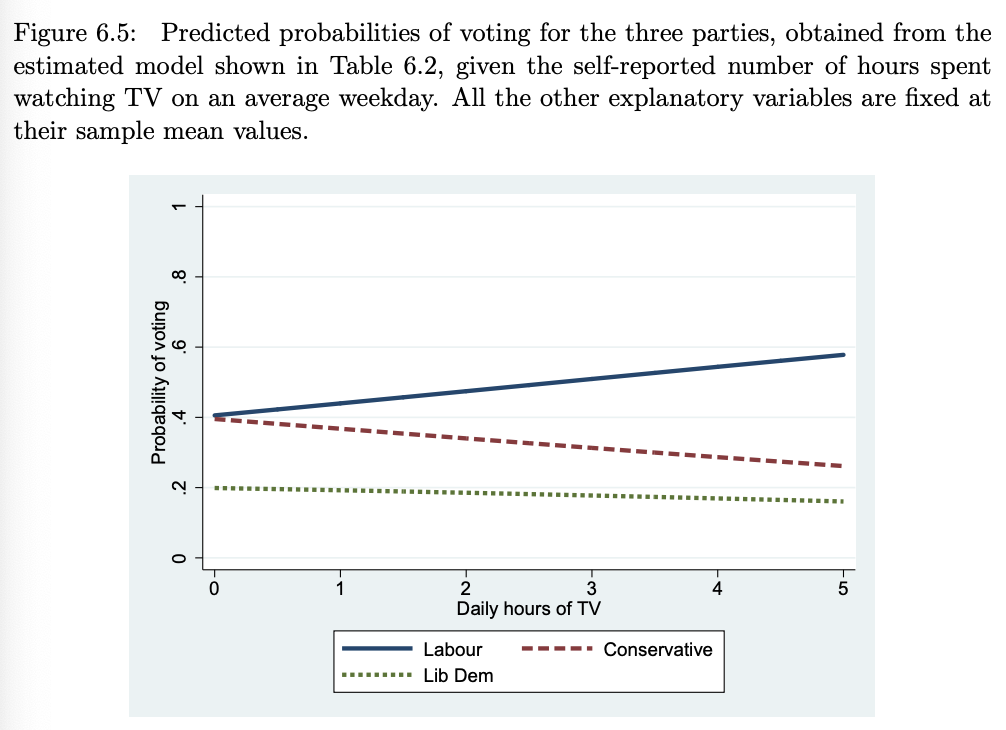 Figure 6.5: Predicted probabilities of voting for the three parties, obtained from the
estimated model shown in Table 6.2, given the self-reported number of hours spent
watching TV on an average weekday. All the other explanatory variables are fixed at
their sample mean values.
Probability of voting
1
.8
.6
.4
.2
0
0 1 2 3 4 5
Daily hours of TV
Labour Conservative
Lib Dem